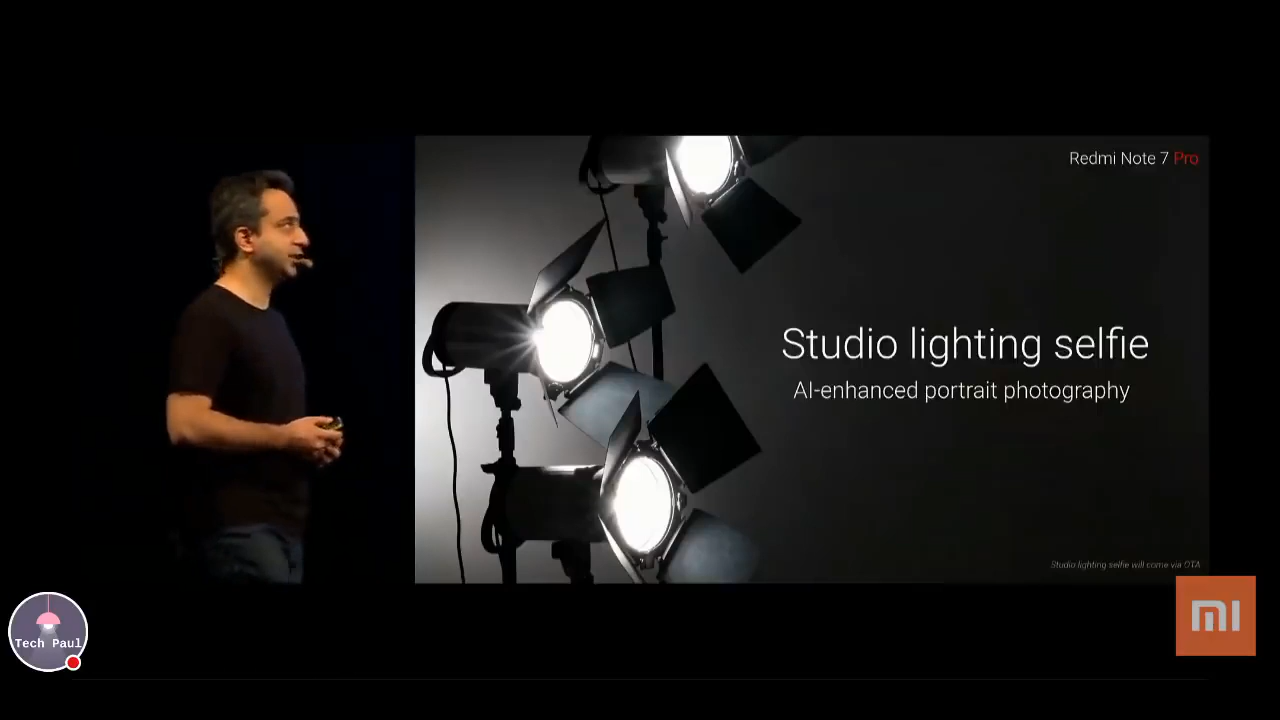 Redmi Note 7 Pro
Studio lighting selfie
AI-enhanced portrait photography
Studio lighting selfie will come via OTA
Tech Paul
mi